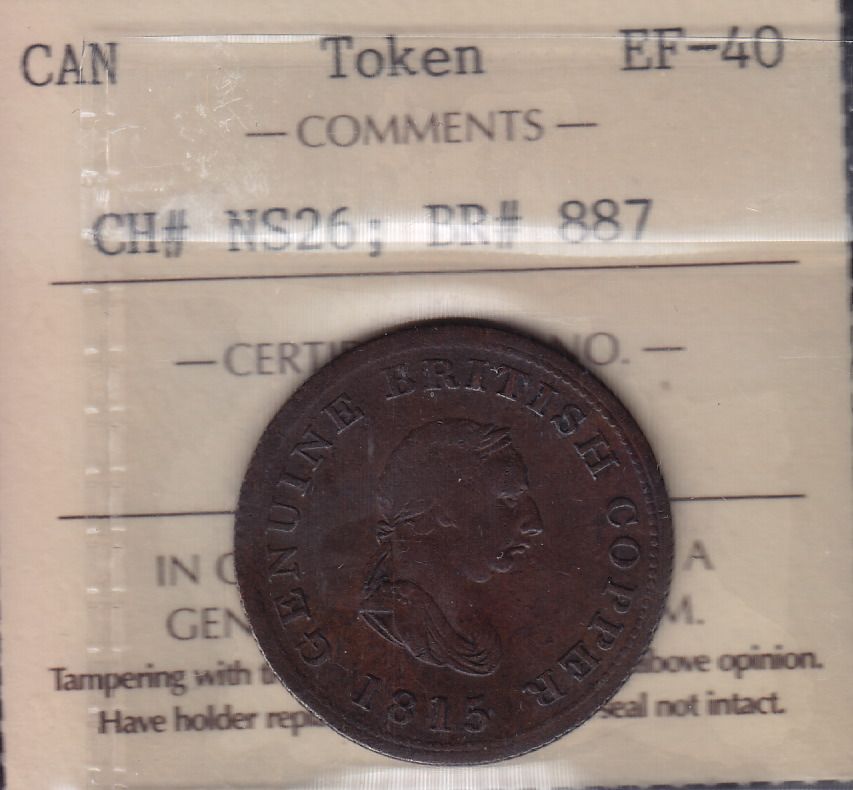 CAN Token EF-40
— COMMENTS —
CH# NS26; BR# 887
— CERTI NO. —
GENUINE BRITISH COPPER
1815
IN A
GEN M.
Tampering with above opinion.
Have holder seal not intact.